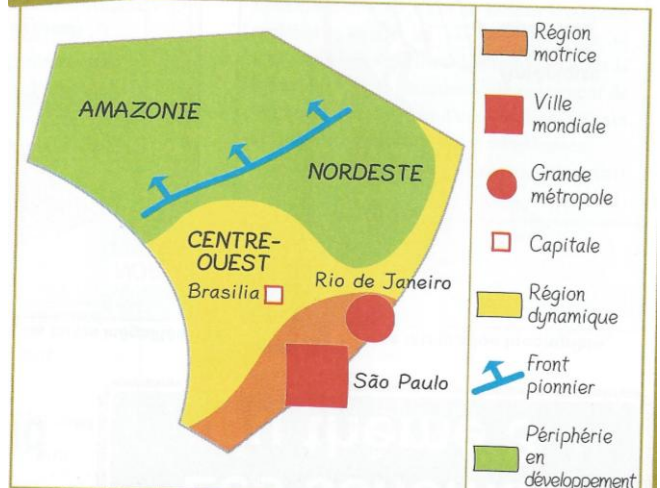 AMAZONIE
NORDESTE
CENTRE-
OUEST
Brasilia
Rio de Janeiro
São Paulo
Région
motrice
Ville
mondiale
Grande
métropole
Capitale
Région
dynamique
Front
pionnier
Périphérie
en
développement